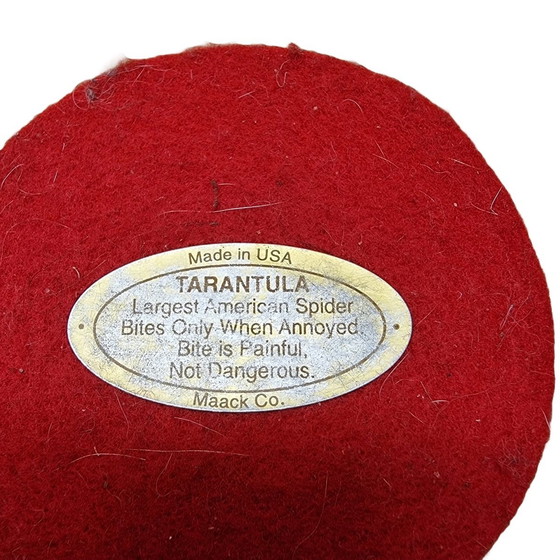 Made in USA
TARANTULA
Largest American Spider
Bites Only When Annoyed
Bite is Painful,
Not Dangerous.
Maack Co.